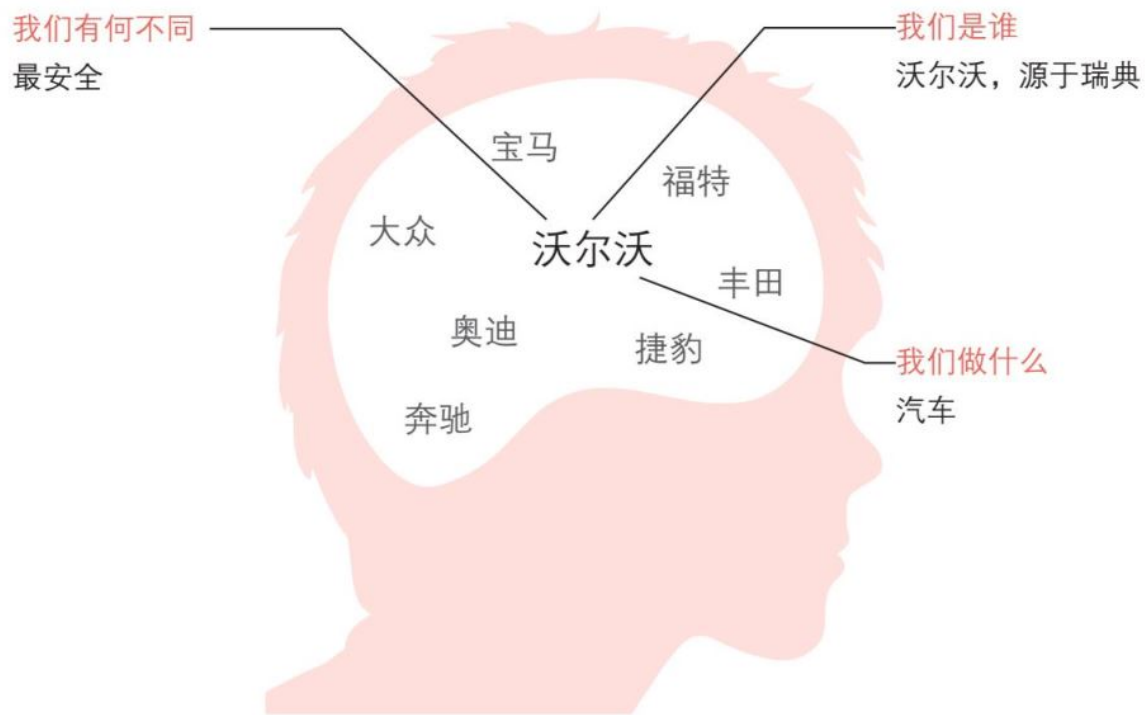 我们有何不同
最安全
我们是谁
沃尔沃，源于瑞典
宝马
福特
大众
沃尔沃
丰田
奥迪
捷豹
我们做什么
汽车
奔驰